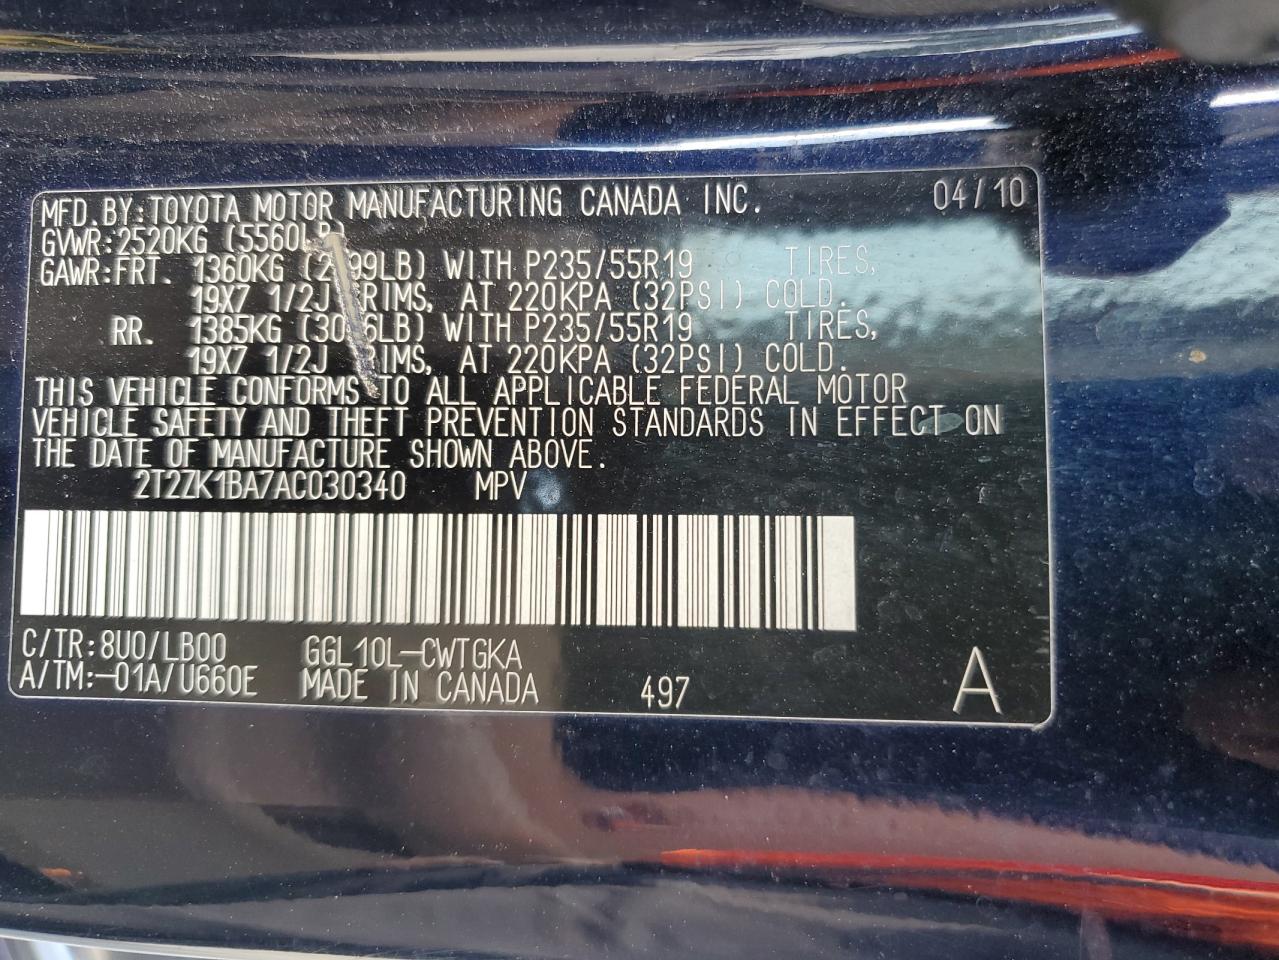 MFD.BY:TOYOTA MOTOR MANUFACTURING CANADA INC. 04/10
GVWR:2520KG (5560LB)
GAWR:FRT. 1360KG WITH P235/55R19 TIRES,
19X7 1/2J RIMS, AT 220KPA (32PSI) COLD.
RR. 1385KG WITH P235/55R19 TIRES,
19X7 1/2J RIMS, AT 220KPA (32PSI) COLD.
THIS VEHICLE CONFORMS TO ALL APPLICABLE FEDERAL MOTOR
VEHICLE SAFETY AND THEFT PREVENTION STANDARDS IN EFFECT ON
THE DATE OF MANUFACTURE SHOWN ABOVE.
2T2ZK1BA7AC030340 MPV
C/TR:8U0/LB00 GGL10L-CWTGKA
A/TM:-01A/U660E MADE IN CANADA 497 A